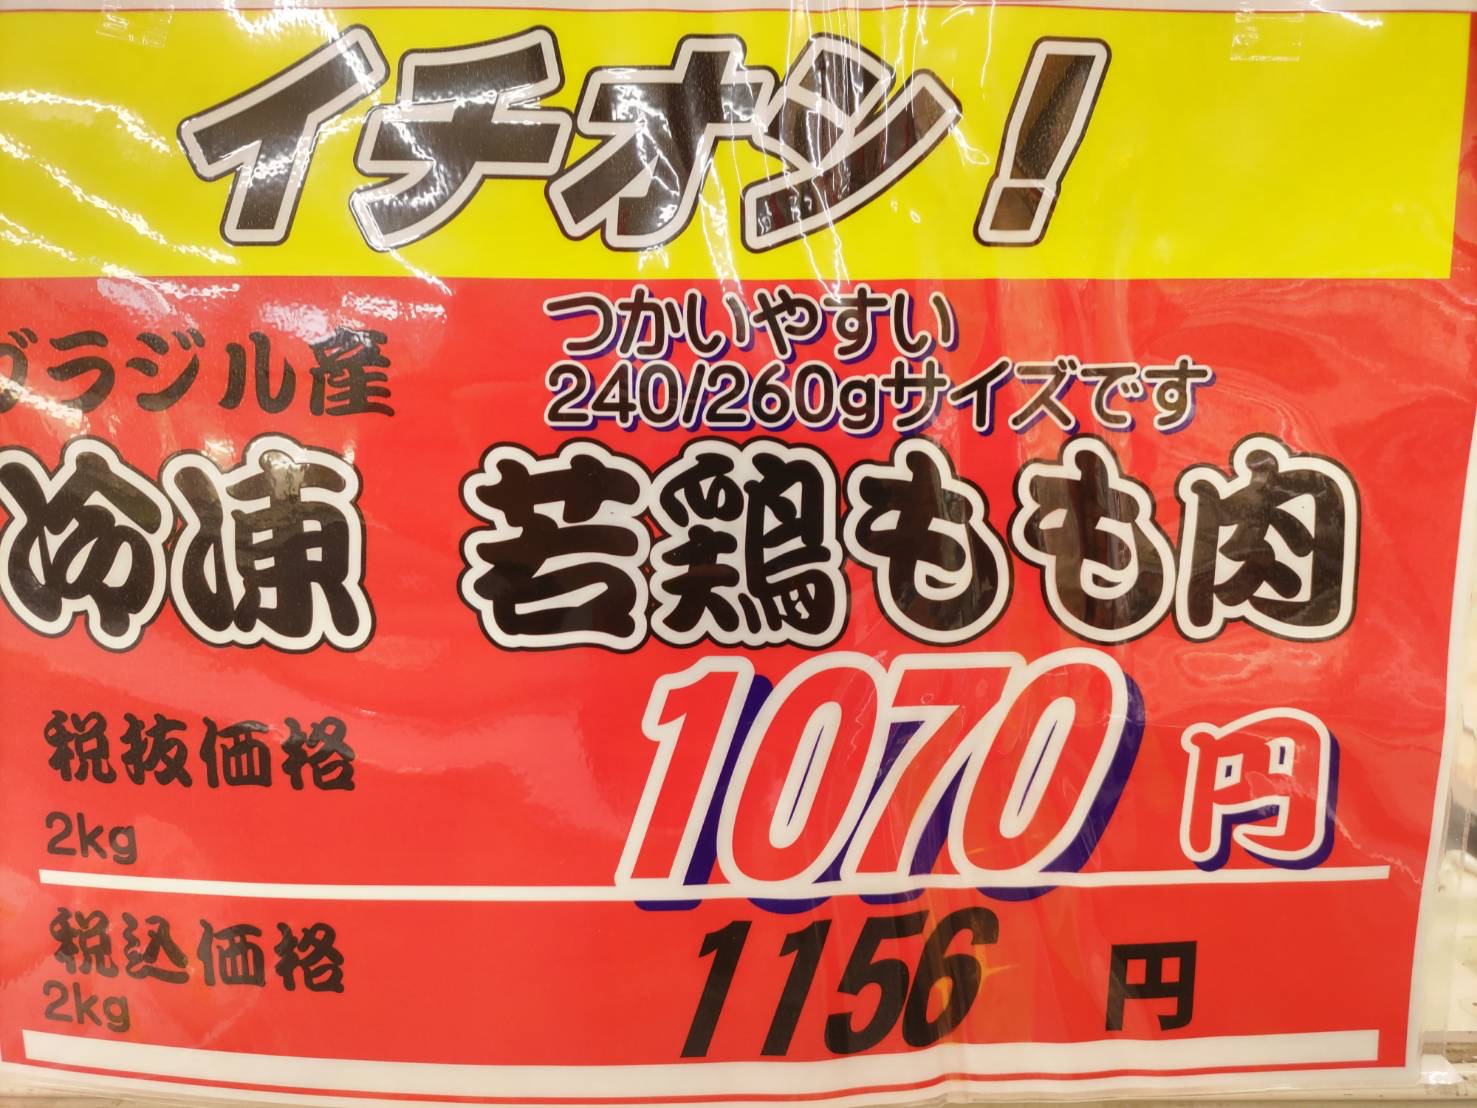 イチオシ!
ブラジル産
つかいやすい
240/260gサイズです
冷凍 若鶏もも肉
税抜価格 1070円
2kg
税込価格 1156円
2kg